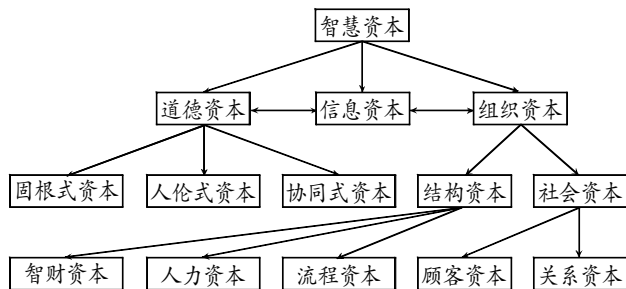 智慧资本
道德资本 信息资本 组织资本
固根式资本 人伦式资本 协同式资本 结构资本 社会资本
智财资本 人力资本 流程资本 顾客资本 关系资本